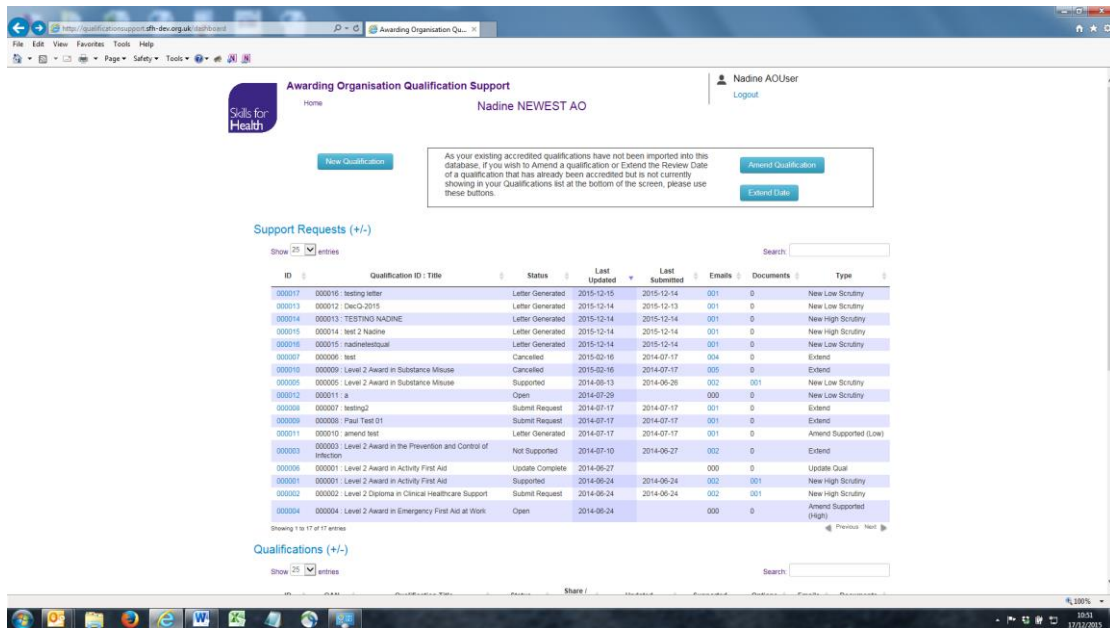 http://qualificationsupport.sfh-dev.org.uk/dashboard
Awarding Organisation Qu...
File Edit View Favorites Tools Help
Page Safety Tools
Skills for
Health
Awarding Organisation Qualification Support
Home
Nadine NEWEST AO
Nadine AOUser
Logout
New Qualification
As your existing accredited qualifications have not been imported into this
database, if you wish to Amend a qualification or Extend the Review Date
of a qualification that has already been accredited but is not currently
showing in your Qualifications list at the bottom of the screen, please use
these buttons.
Amend Qualification
Extend Date
Support Requests (+/-)
Show 25 entries Search:
ID Qualification ID : Title Status Last Updated Last Submitted Emails Documents Type
000017 000016 : testing letter Letter Generated 2015-12-15 2015-12-14 001 0 New Low Scrutiny
000013 000012 : DecQ-2015 Letter Generated 2015-12-14 2015-12-13 001 0 New Low Scrutiny
000014 000013 : TESTING NADINE Letter Generated 2015-12-14 2015-12-14 001 0 New High Scrutiny
000015 000014 : test 2 Nadine Letter Generated 2015-12-14 2015-12-14 001 0 New High Scrutiny
000016 000015 : nadinetestqual Letter Generated 2015-12-14 2015-12-14 001 0 New Low Scrutiny
000007 000006 : test Cancelled 2015-02-16 2014-07-17 004 0 Extend
000010 000009 : Level 2 Award in Substance Misuse Cancelled 2015-02-16 2014-07-17 005 0 Extend
000005 000005 : Level 2 Award in Substance Misuse Supported 2014-08-13 2014-06-26 002 001 New Low Scrutiny
000012 000011 : a Open 2014-07-29 000 0 New Low Scrutiny
000008 000007 : testing2 Submit Request 2014-07-17 2014-07-17 001 0 Extend
000009 000008 : Paul Test 01 Submit Request 2014-07-17 2014-07-17 001 0 Extend
000011 000010 : amend test Letter Generated 2014-07-17 2014-07-17 001 0 Amend Supported (Low)
000003 000003 : Level 2 Award in the Prevention and Control of Infection Not Supported 2014-07-10 2014-06-27 002 0 Extend
000006 000001 : Level 2 Award in Activity First Aid Update Complete 2014-06-27 000 0 Update Qual
000001 000001 : Level 2 Award in Activity First Aid Supported 2014-06-24 2014-06-24 002 001 New High Scrutiny
000002 000002 : Level 2 Diploma in Clinical Healthcare Support Submit Request 2014-06-24 2014-06-24 002 001 New High Scrutiny
000004 000004 : Level 2 Award in Emergency First Aid at Work Open 2014-06-24 000 0 Amend Supported (High)
Showing 1 to 17 of 17 entries Previous Next
Qualifications (+/-)
Show 25 entries Search:
Share /
100%
10:51
17/12/2015